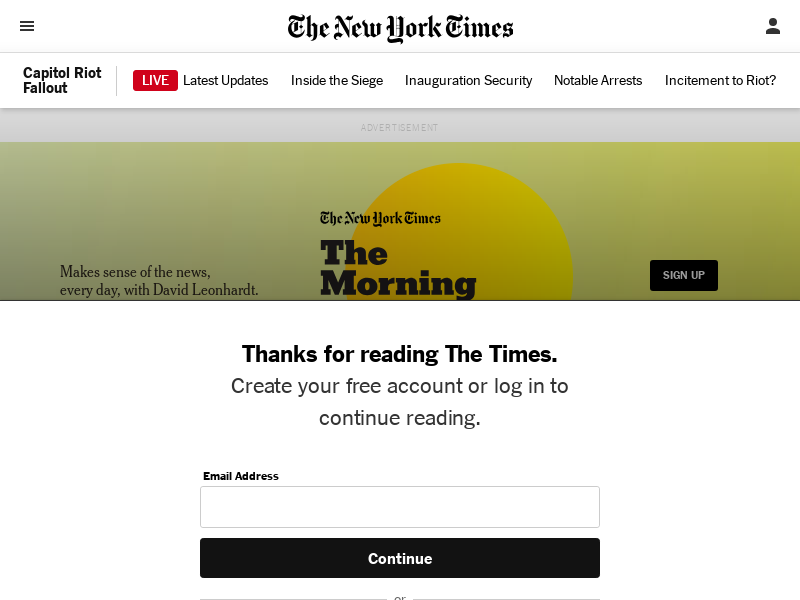 The New York Times
Capitol Riot
Fallout
LIVE Latest Updates Inside the Siege Inauguration Security Notable Arrests Incitement to Riot?
ADVERTISEMENT
The New York Times
The
Morning
Makes sense of the news,
every day, with David Leonhardt.
SIGN UP
Thanks for reading The Times.
Create your free account or log in to
continue reading.
Email Address
Continue
or